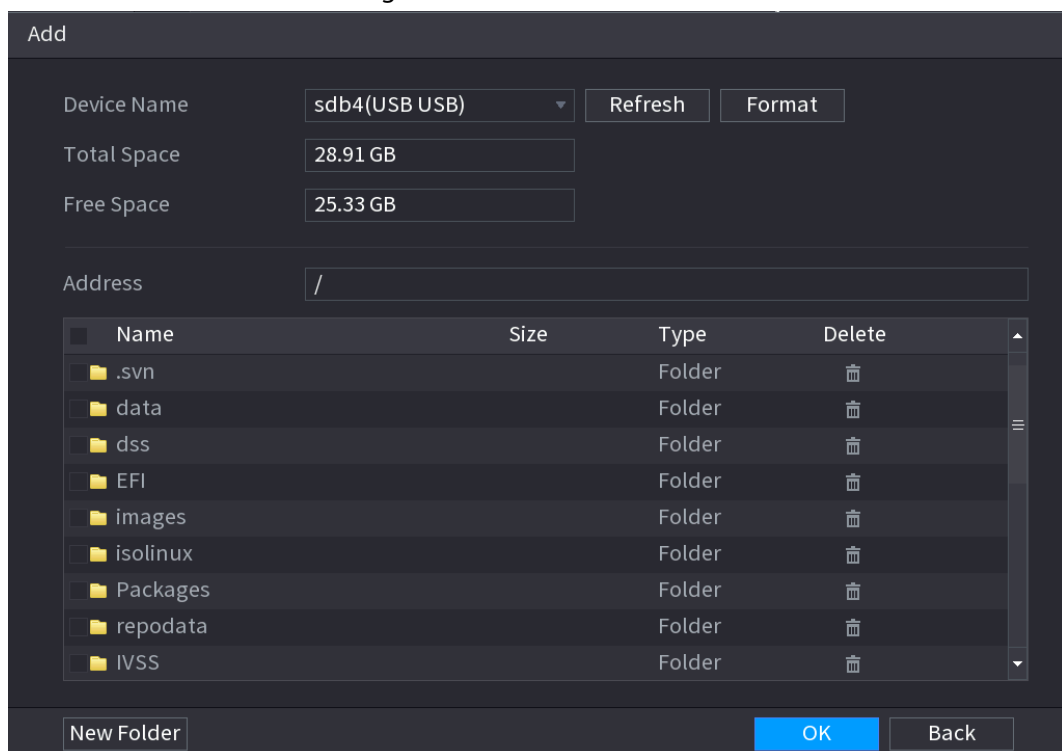 Add
Device Name sdb4(USB USB) Refresh Format
Total Space 28.91 GB
Free Space 25.33 GB
Address /
Name Size Type Delete
.svn Folder
data Folder
dss Folder
EFI Folder
images Folder
isolinux Folder
Packages Folder
repodata Folder
IVSS Folder
New Folder OK Back